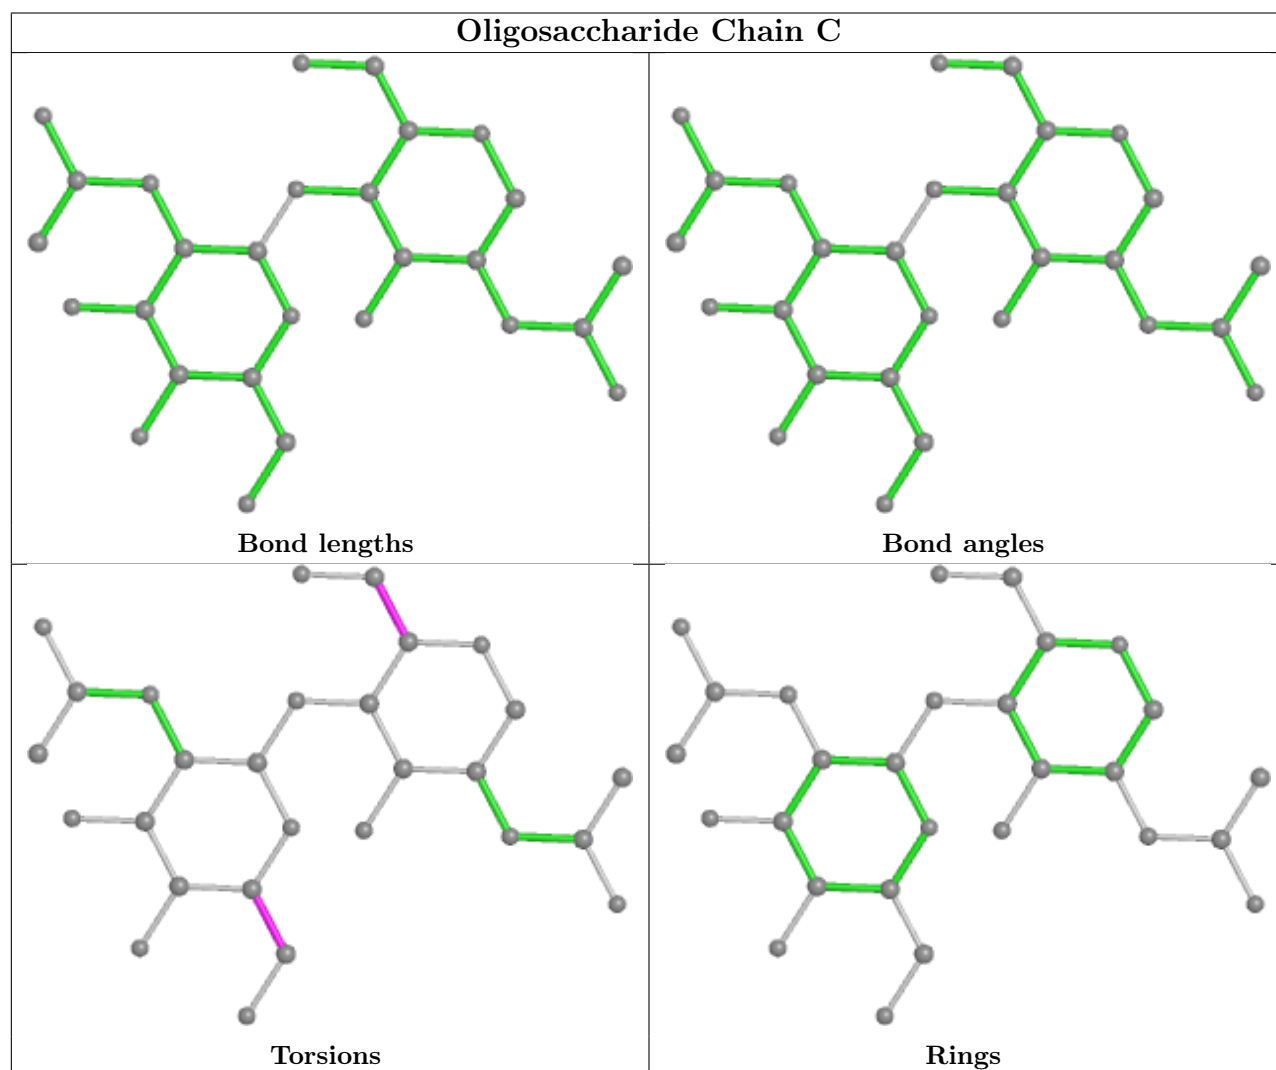 Oligosaccharide Chain C
Bond lengths
Bond angles
Torsions
Rings